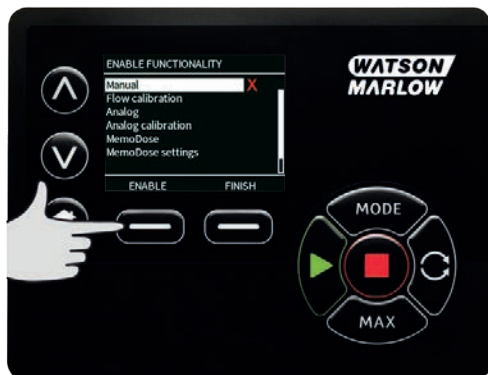 ENABLE FUNCTIONALITY
Manual X
Flow calibration
Analog
Analog calibration
MemoDose
MemoDose settings
ENABLE FINISH
WATSON
MARLOW
MODE
MAX